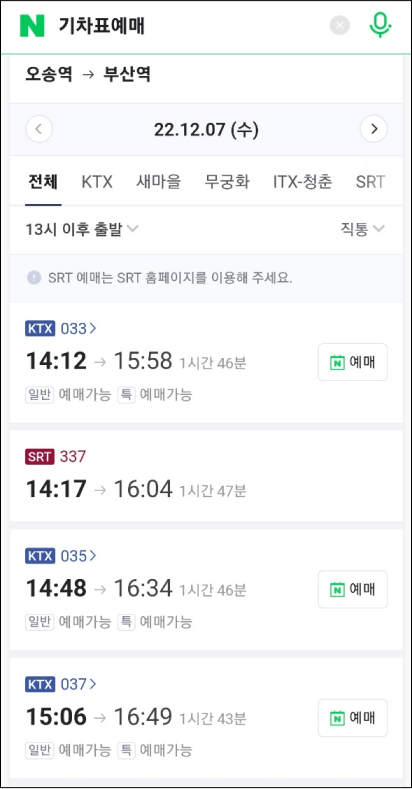 N 기차표예매
오송역 → 부산역
22.12.07 (수)
전체 KTX 새마을 무궁화 ITX-청춘 SRT
13시 이후 출발 직통
SRT 예매는 SRT 홈페이지를 이용해 주세요.
KTX 033
14:12 → 15:58 1시간 46분 N 예매
일반 예매가능 특 예매가능
SRT 337
14:17 → 16:04 1시간 47분
KTX 035
14:48 → 16:34 1시간 46분 N 예매
일반 예매가능 특 예매가능
KTX 037
15:06 → 16:49 1시간 43분 N 예매
일반 예매가능 특 예매가능